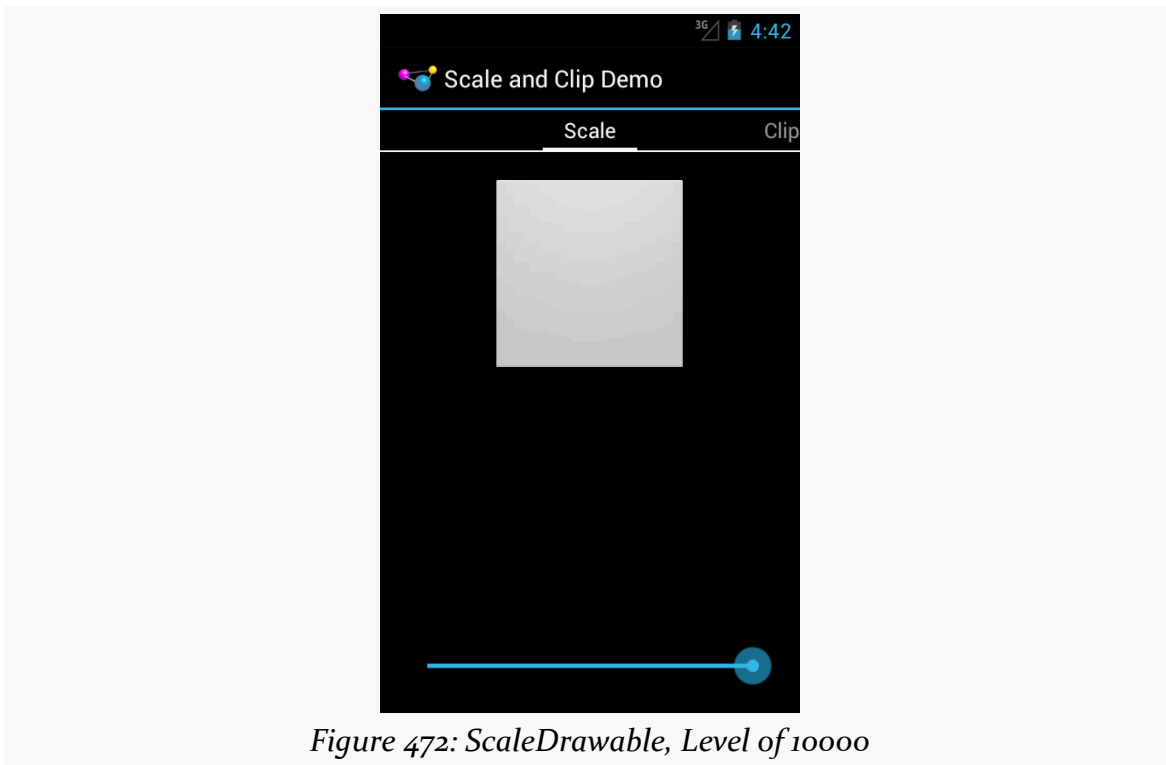 3G 4:42
Scale and Clip Demo
Scale Clip
Figure 472: ScaleDrawable, Level of 10000